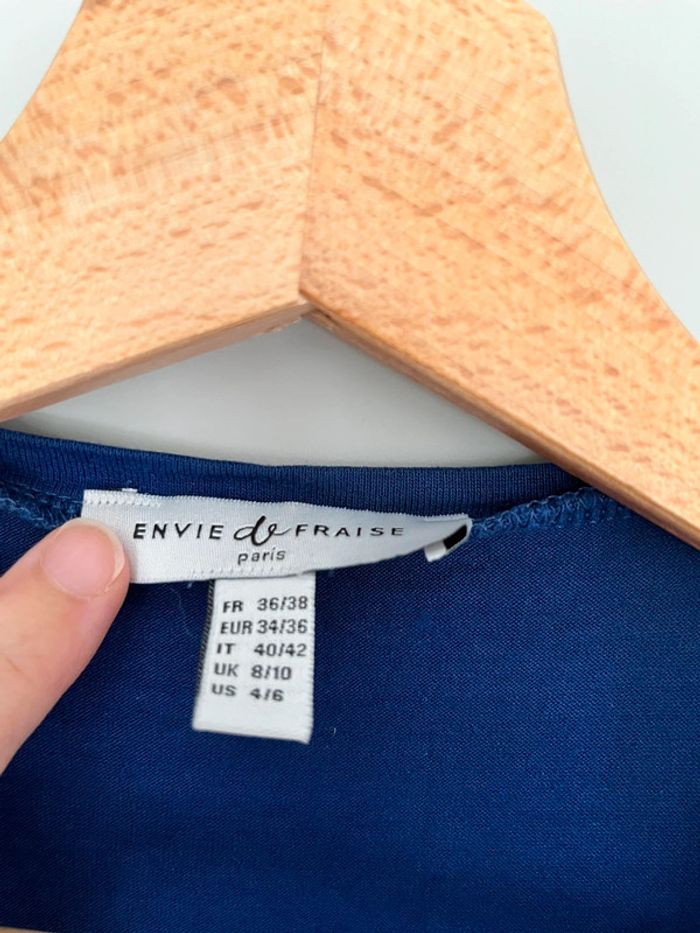 ENVIE de FRAISE
paris
FR 36/38
EUR 34/36
IT 40/42
UK 8/10
US 4/6